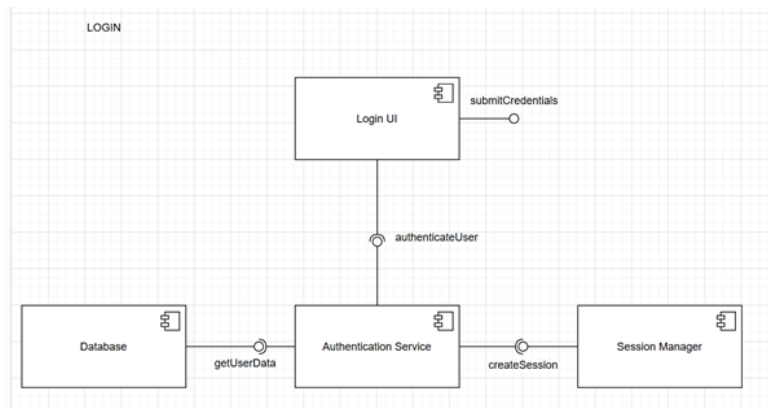 LOGIN
submitCredentials
Login UI
authenticateUser
Database
Authentication Service
Session Manager
getUserData
createSession